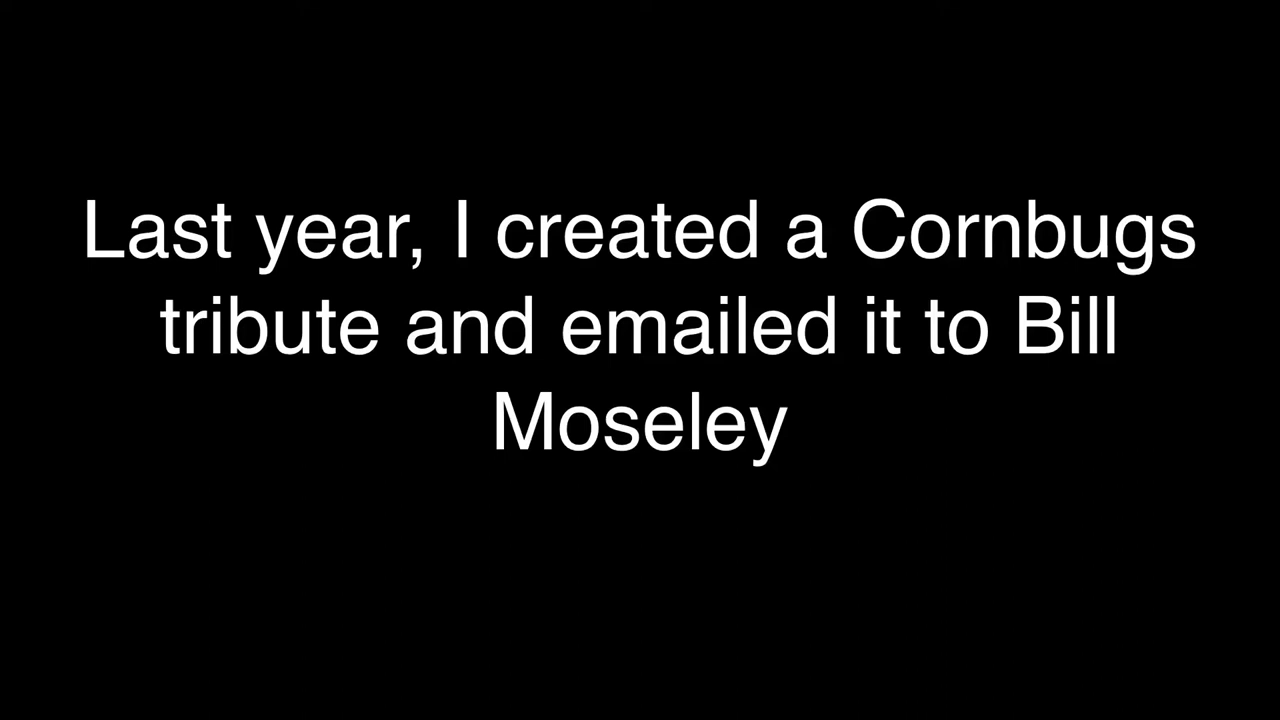 Last year, I created a Cornbugs
tribute and emailed it to Bill
Moseley